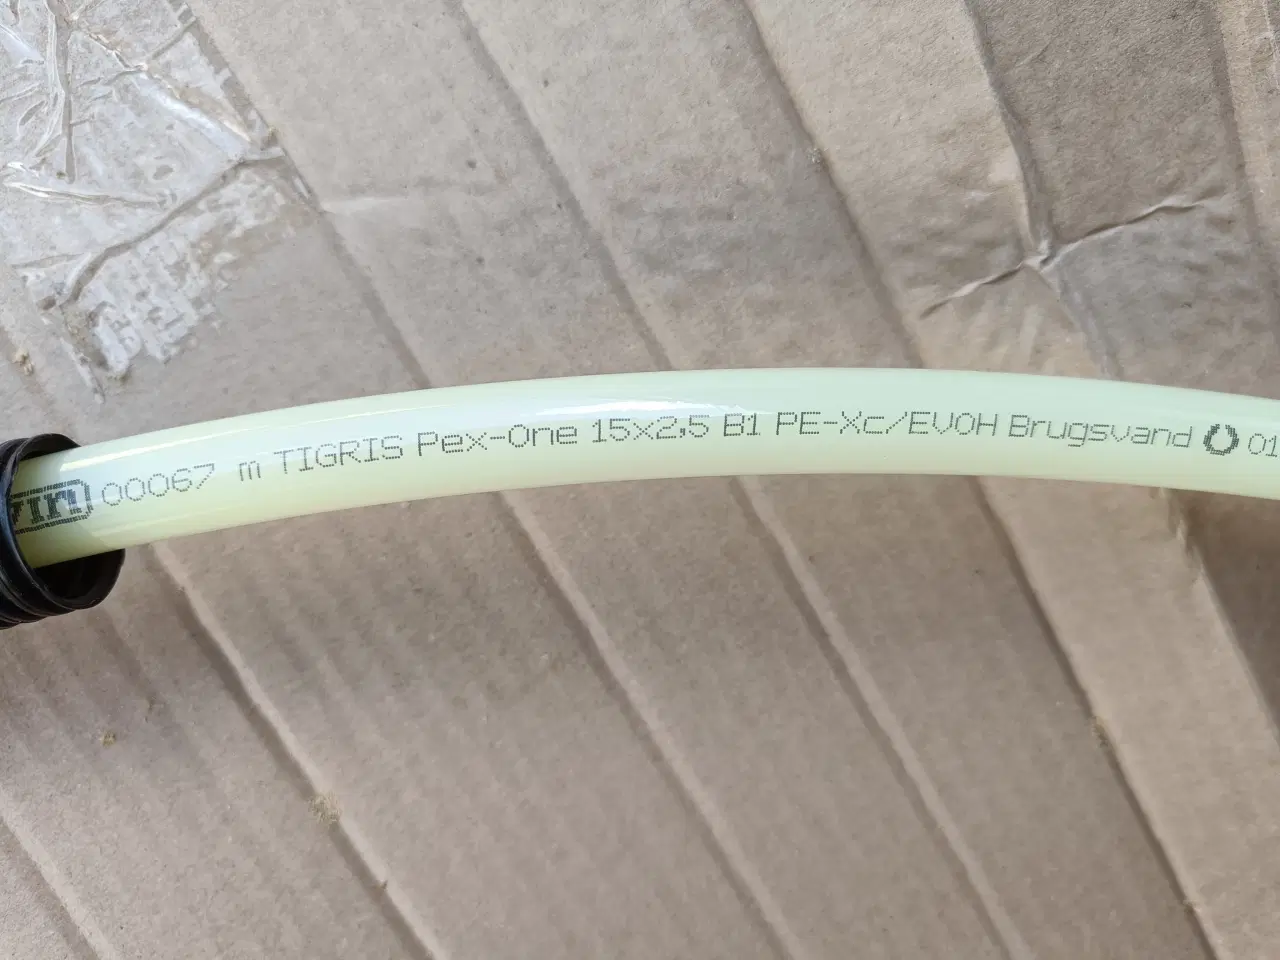 00067 m TIGRIS Pex-One 15x2,5 B1 PE-Xc/EVOH Brugsvand 01